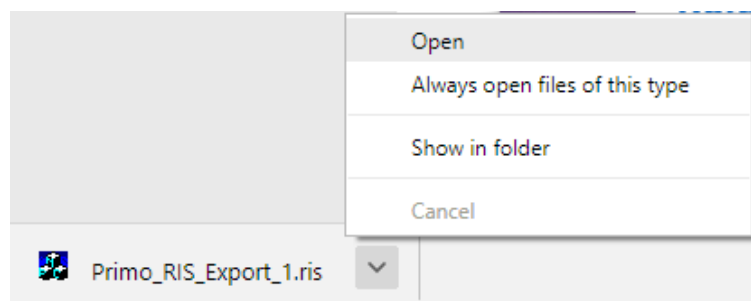 Open
Always open files of this type
Show in folder
Cancel
Primo_RIS_Export_1.ris